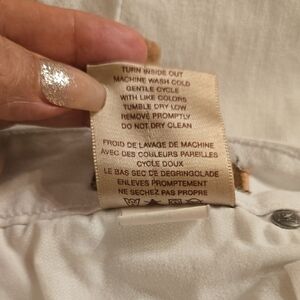 TURN INSIDE OUT
MACHINE WASH COLD
GENTLE CYCLE
WITH LIKE COLORS
TUMBLE DRY LOW
REMOVE PROMPTLY
DO NOT DRY CLEAN
FROID DE LAVAGE DE MACHINE
AVEC DES COULEURS PAREILLES
CYCLE DOUX
LE BAS SEC DE DEGRINGOLADE
ENLEVES PROMPTEMENT
NE SECHEZ PAS PROPRE